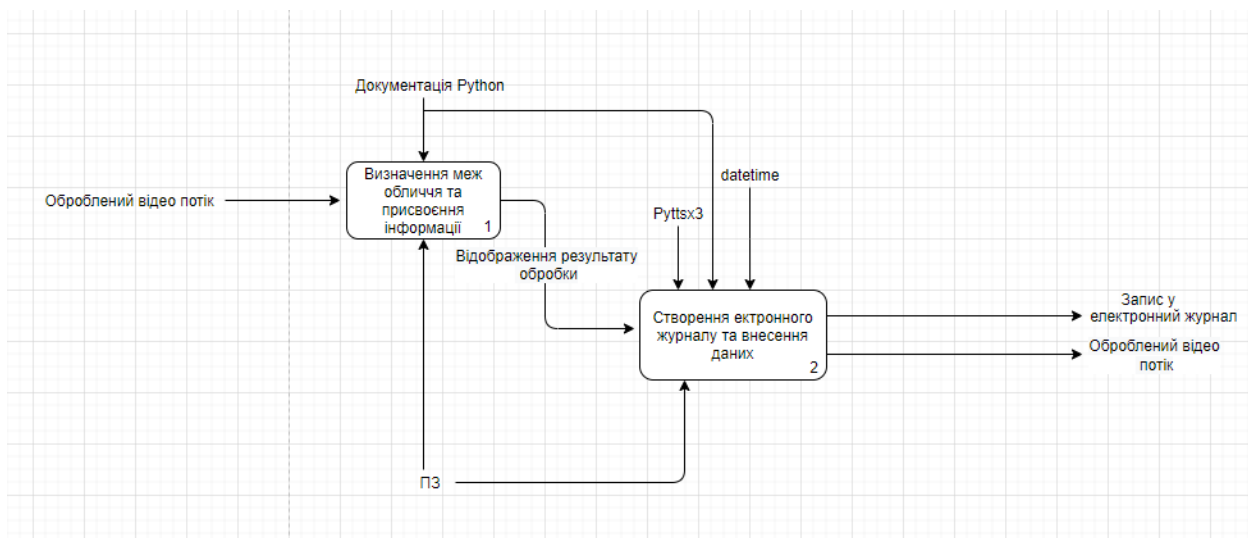 Документація Python
Визначення меж
обличчя та
присвоєння
інформації
1
datetime
Оброблений відео потік
Pyttsx3
Відображення результату
обробки
Створення ектронного
журналу та внесення
даних
2
Запис у
електронний журнал
Оброблений відео
потік
ПЗ